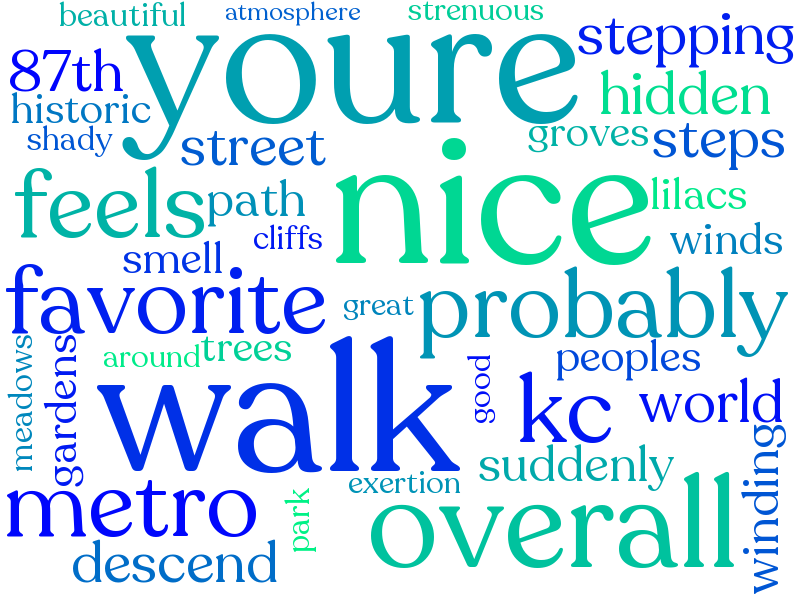 beautiful
atmosphere
strenuous
youre
stepping
87th
hidden
historic
groves
steps
shady
street
nice
feels
path
lilacs
cliffs
winds
smell
favorite
great
probably
meadows
gardens
around
trees
walk
good
peoples
kc
world
metro
park
exertion
suddenly
winding
overall
descend